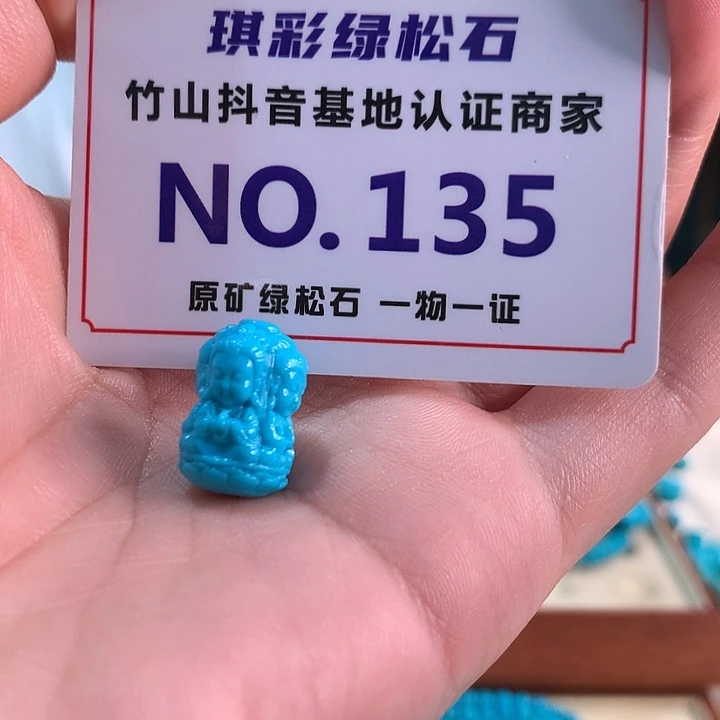 琪彩绿松石
竹山抖音基地认证商家
NO.135
原矿绿松石 一物一证